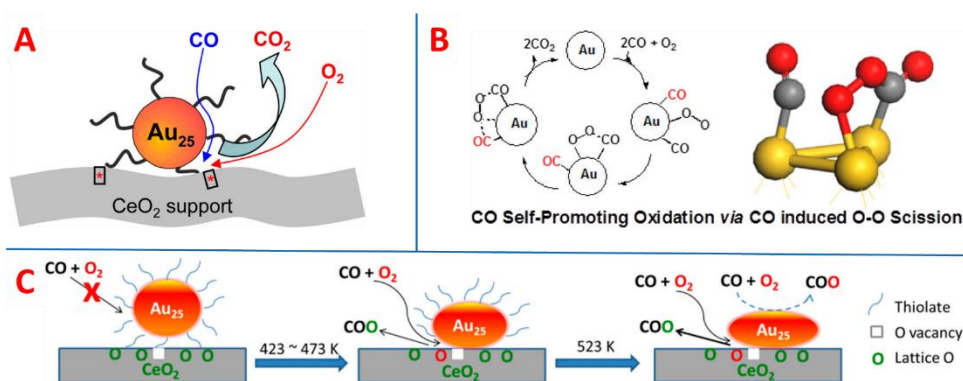 A
CO
CO2
O2
Au25
*
*
CeO2 support
B
2CO2
Au
2CO + O2
CO
O
O
Au
CO
O
O
CO
OC
Au
O
CO
O
Au
OC
CO Self-Promoting Oxidation via CO induced O-O Scission
C
CO + O2
X
Au25
O O O O
CeO2
423 ~ 473 K
CO + O2
COO
Au25
O O O O
CeO2
523 K
CO + O2
CO + O2
COO
COO
Au25
O O O O
CeO2
Thiolate
O vacancy
O Lattice O